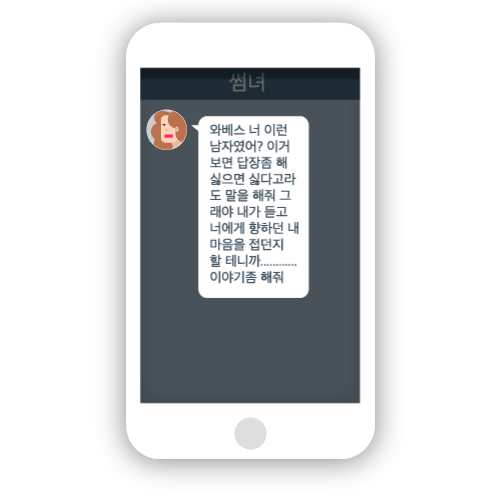 썸녀
와베스 너 이런
남자였어? 이거
보면 답장좀 해
싫으면 싫다고라
도 말을 해줘 그
래야 내가 듣고
너에게 향하던 내
마음을 접던지
할 테니까............
이야기좀 해줘